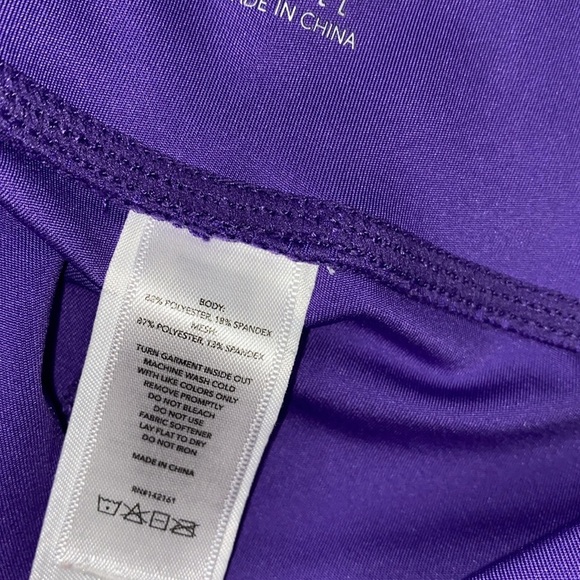 L
MADE IN CHINA
BODY:
82% POLYESTER, 18% SPANDEX
MESH:
87% POLYESTER, 13% SPANDEX
TURN GARMENT INSIDE OUT
MACHINE WASH COLD
WITH LIKE COLORS ONLY
REMOVE PROMPTLY
DO NOT BLEACH
DO NOT USE
FABRIC SOFTENER
LAY FLAT TO DRY
DO NOT IRON
MADE IN CHINA
RN#142161